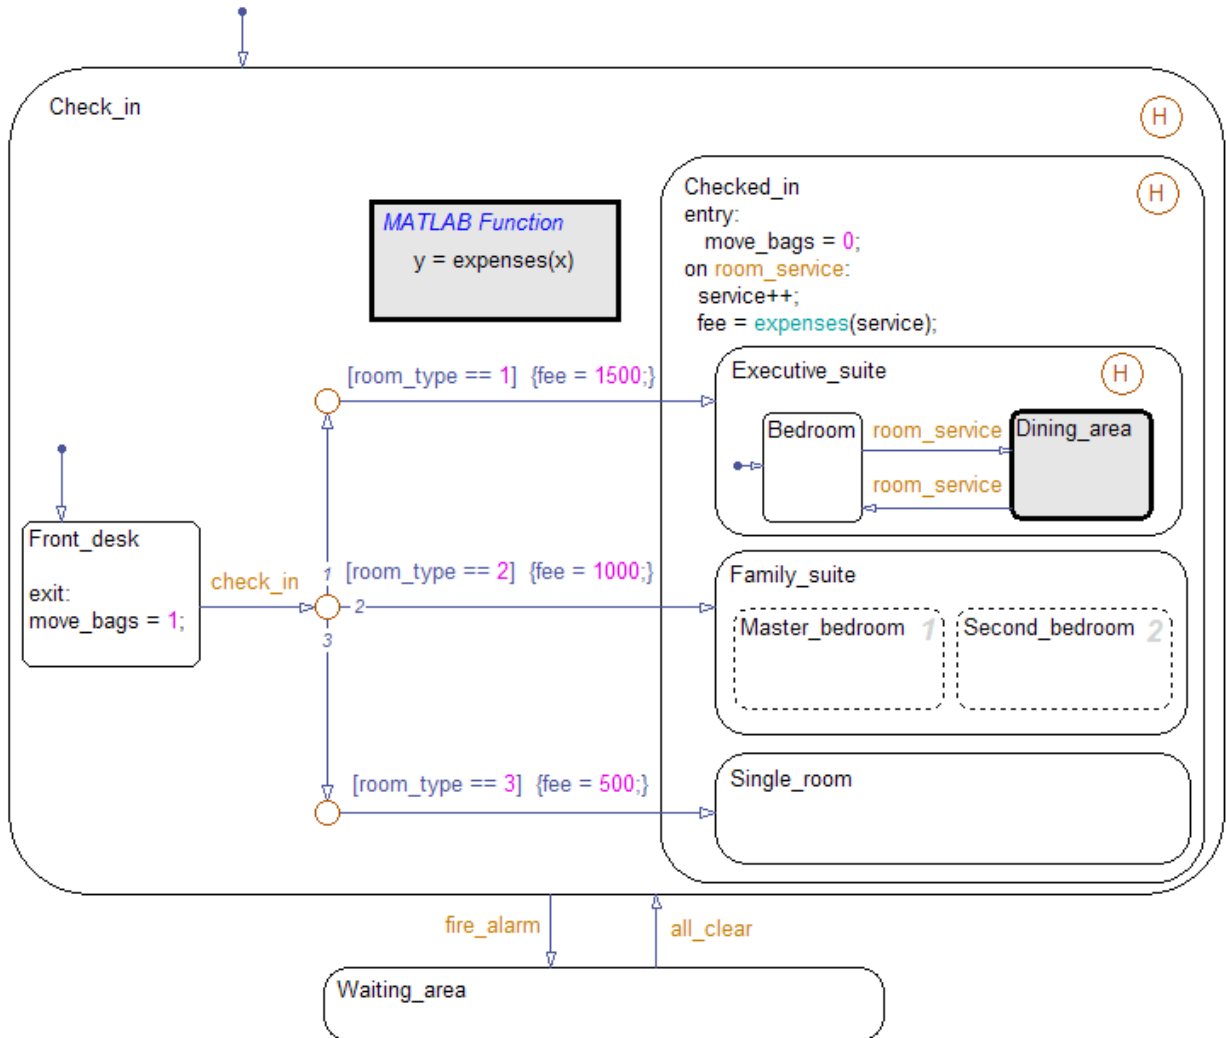 Check_in
H
Checked_in
H
entry:
move_bags = 0;
on room_service:
service++;
fee = expenses(service);
MATLAB Function
y = expenses(x)
[room_type == 1] {fee = 1500;}
Executive_suite
H
Bedroom
room_service
Dining_area
room_service
Front_desk
exit:
move_bags = 1;
check_in
1
2
3
[room_type == 2] {fee = 1000;}
Family_suite
Master_bedroom 1
Second_bedroom 2
[room_type == 3] {fee = 500;}
Single_room
fire_alarm
all_clear
Waiting_area